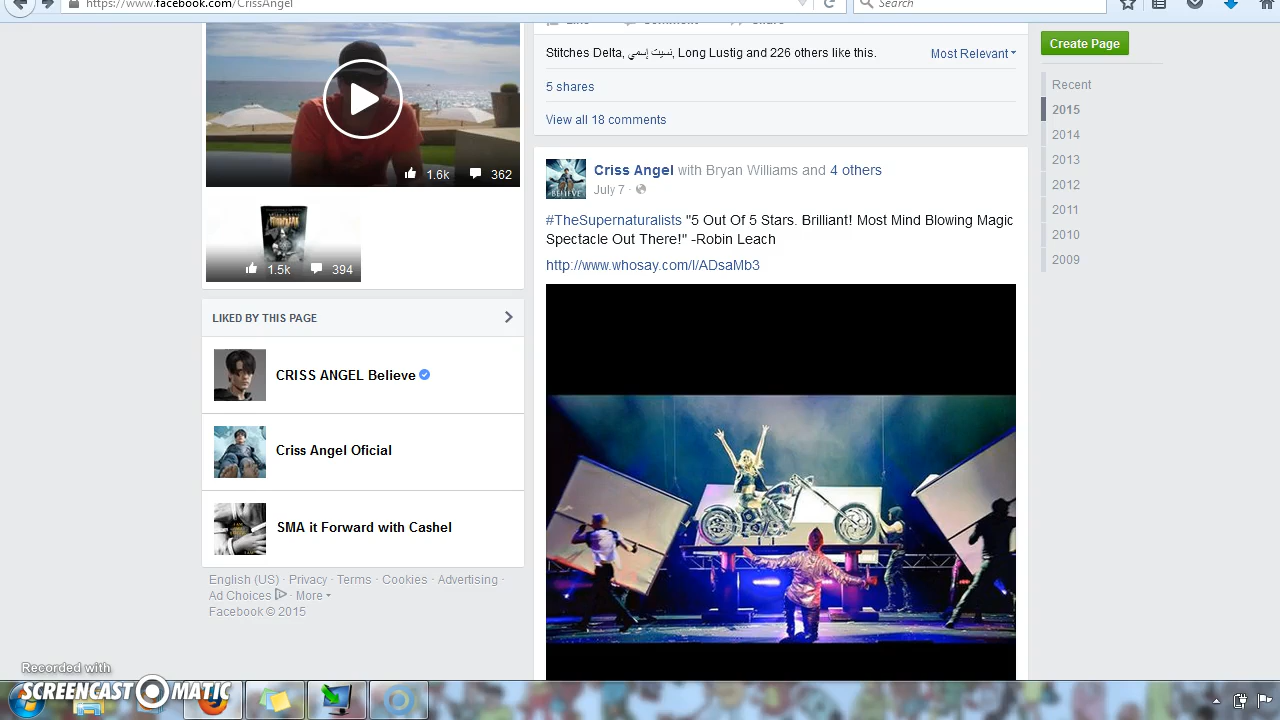 https://www.facebook.com/CrissAngel
Search
1.6k
362
1.5k
394
LIKED BY THIS PAGE
CRISS ANGEL Believe
Criss Angel Oficial
SMA it Forward with Cashel
English (US) · Privacy · Terms · Cookies · Advertising ·
Ad Choices · More
Facebook © 2015
Like Comment Share
Stitches Delta, نسيت إسمي, Long Lustig and 226 others like this.
Most Relevant
5 shares
View all 18 comments
Criss Angel with Bryan Williams and 4 others
July 7 ·
BELIEVE
#TheSupernaturalists "5 Out Of 5 Stars. Brilliant! Most Mind Blowing Magic
Spectacle Out There!" -Robin Leach
http://www.whosay.com/l/ADsaMb3
Create Page
Recent
2015
2014
2013
2012
2011
2010
2009
Recorded with
SCREENCAST MATIC